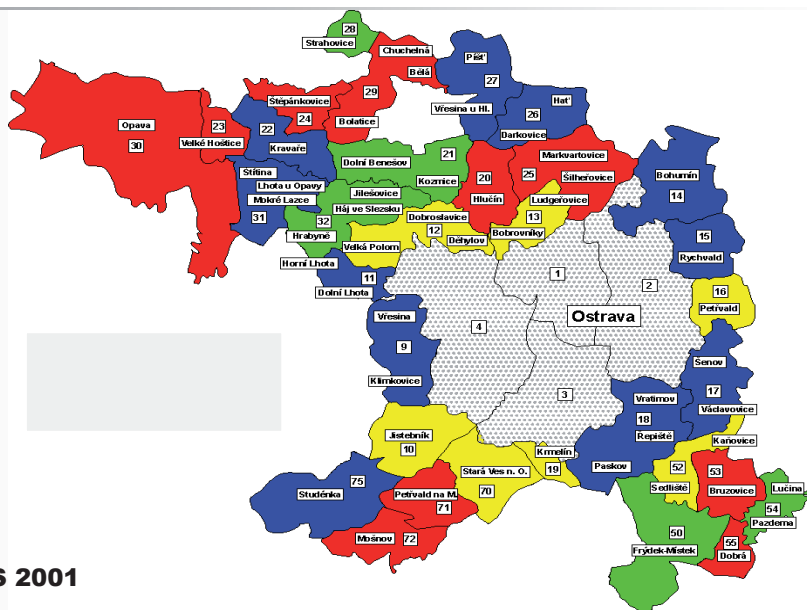 28
Strahovice
Chuchelná
Píšť
Bělá
27
Štěpánkovice
29
Hať
26
Opava
23
24
Vřesina u Hl.
30
Velké Hoštice
22
Bolatice
Darkovice
Kravaře
21
Markvartovice
Dolní Benešov
Štítina
20
25
Šilheřovice
Bohumín
Kozmice
Lhota u Opavy
Jilešovice
Hlučín
14
Mokré Lazce
Háj ve Slezsku
Ludgeřovice
31
32
Dobroslavice
13
Hrabyně
12
Bobrovníky
15
Velká Polom
Děhylov
Rychvald
Horní Lhota
11
1
2
16
Dolní Lhota
Petřvald
Vřesina
Ostrava
9
4
Šenov
Klimkovice
17
3
Vratimov
Václavovice
18
Jistebník
Řepiště
Kaňovice
10
Krmelín
Stará Ves n. O.
19
Paskov
52
53
75
70
Sedliště
Bruzovice
Lučina
Studénka
Petřvald na M.
54
71
50
Pazderna
Mošnov
72
55
Frýdek-Místek
Dobrá
S 2001